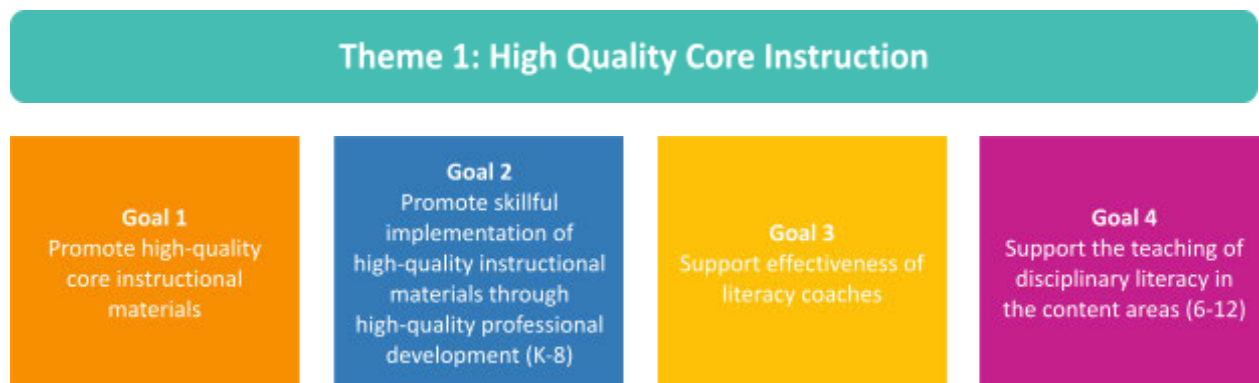 Theme 1: High Quality Core Instruction
Goal 1
Promote high-quality
core instructional
materials
Goal 2
Promote skillful
implementation of
high-quality instructional
materials through
high-quality professional
development (K-8)
Goal 3
Support effectiveness of
literacy coaches
Goal 4
Support the teaching of
disciplinary literacy in
the content areas (6-12)